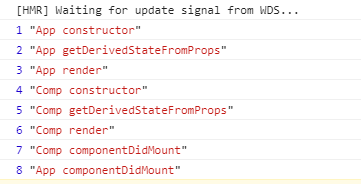 [HMR] Waiting for update signal from WDS...
1 "App constructor"
2 "App getDerivedStateFromProps"
3 "App render"
4 "Comp constructor"
5 "Comp getDerivedStateFromProps"
6 "Comp render"
7 "Comp componentDidMount"
8 "App componentDidMount"